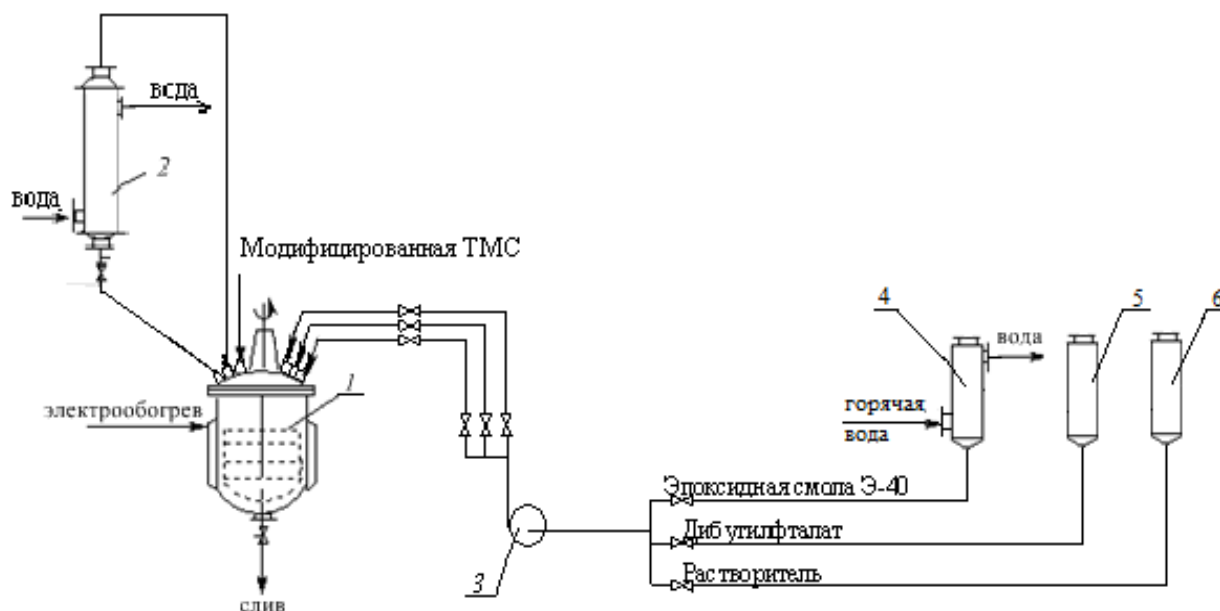 вода
2
вода
Модифицированная ТМС
4
5
6
вода
1
электрообогрев
горячая
вода
Эпоксидная смола Э-40
Дибутилфталат
3
Растворитель
слив